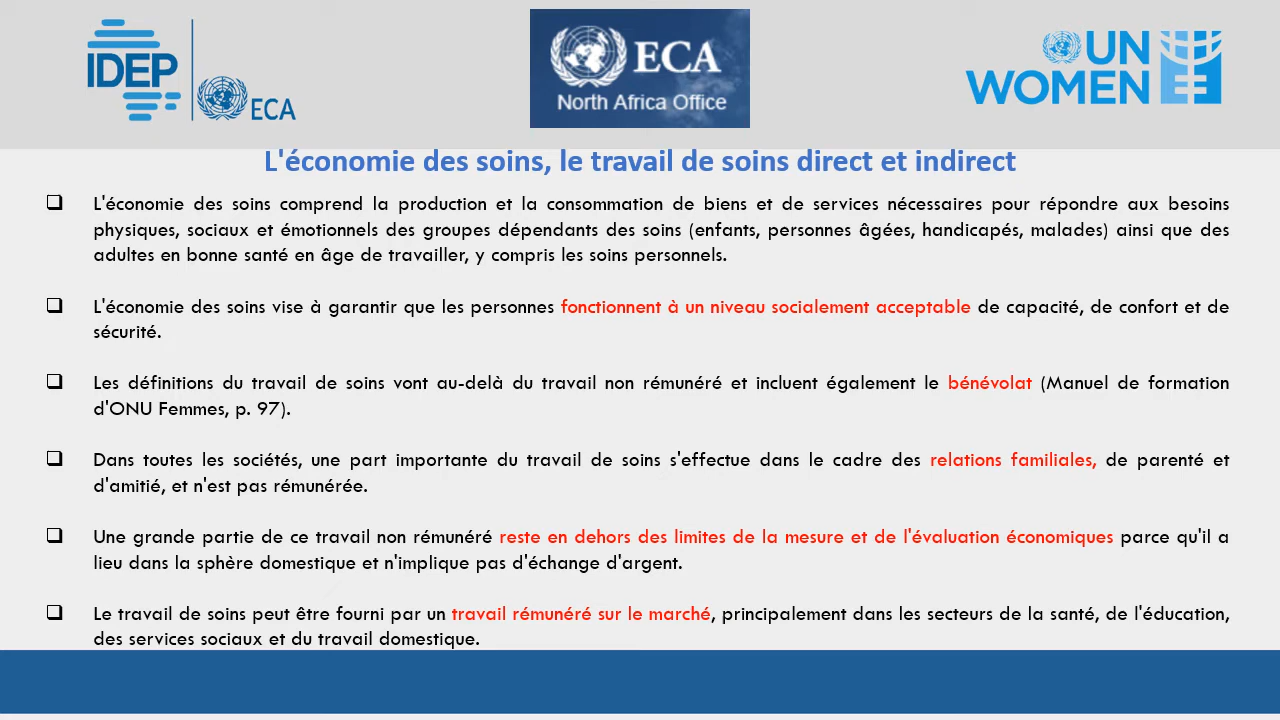 IDEP
ECA
ECA
North Africa Office
UN
WOMEN
L'économie des soins, le travail de soins direct et indirect
❑ L'économie des soins comprend la production et la consommation de biens et de services nécessaires pour répondre aux besoins
physiques, sociaux et émotionnels des groupes dépendants des soins (enfants, personnes âgées, handicapés, malades) ainsi que des
adultes en bonne santé en âge de travailler, y compris les soins personnels.
❑ L'économie des soins vise à garantir que les personnes fonctionnent à un niveau socialement acceptable de capacité, de confort et de
sécurité.
❑ Les définitions du travail de soins vont au-delà du travail non rémunéré et incluent également le bénévolat (Manuel de formation
d'ONU Femmes, p. 97).
❑ Dans toutes les sociétés, une part importante du travail de soins s'effectue dans le cadre des relations familiales, de parenté et
d'amitié, et n'est pas rémunérée.
❑ Une grande partie de ce travail non rémunéré reste en dehors des limites de la mesure et de l'évaluation économiques parce qu'il a
lieu dans la sphère domestique et n'implique pas d'échange d'argent.
❑ Le travail de soins peut être fourni par un travail rémunéré sur le marché, principalement dans les secteurs de la santé, de l'éducation,
des services sociaux et du travail domestique.